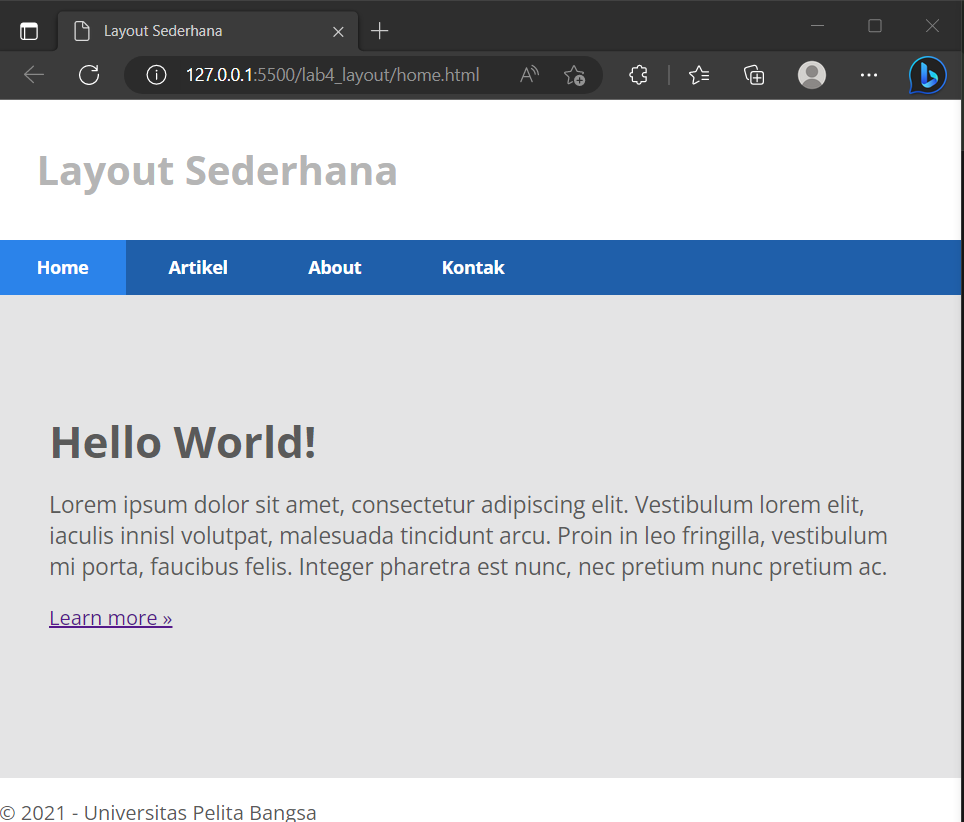 Layout Sederhana
127.0.0.1:5500/lab4_layout/home.html
Layout Sederhana
Home Artikel About Kontak
Hello World!
Lorem ipsum dolor sit amet, consectetur adipiscing elit. Vestibulum lorem elit,
iaculis innisl volutpat, malesuada tincidunt arcu. Proin in leo fringilla, vestibulum
mi porta, faucibus felis. Integer pharetra est nunc, nec pretium nunc pretium ac.
Learn more »
© 2021 - Universitas Pelita Bangsa